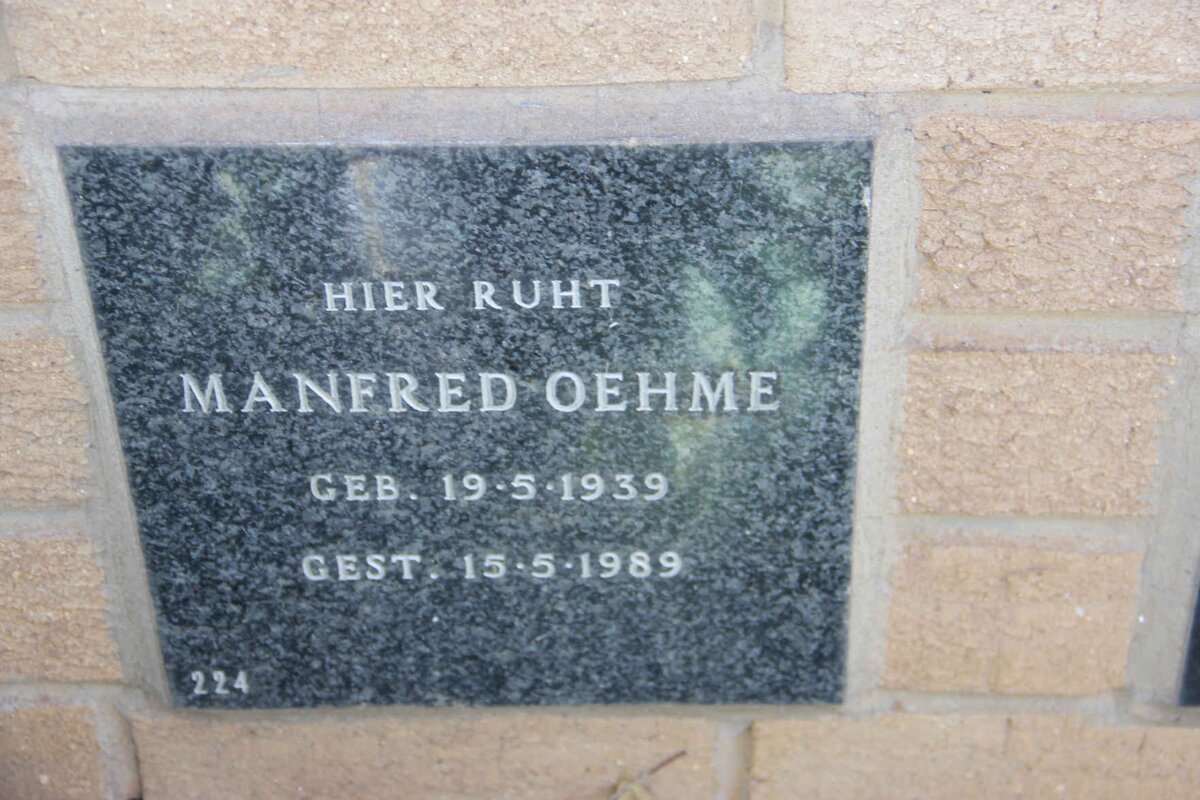 HIER RUHT
MANFRED OEHME
GEB. 19·5·1939
GEST. 15·5·1989
224